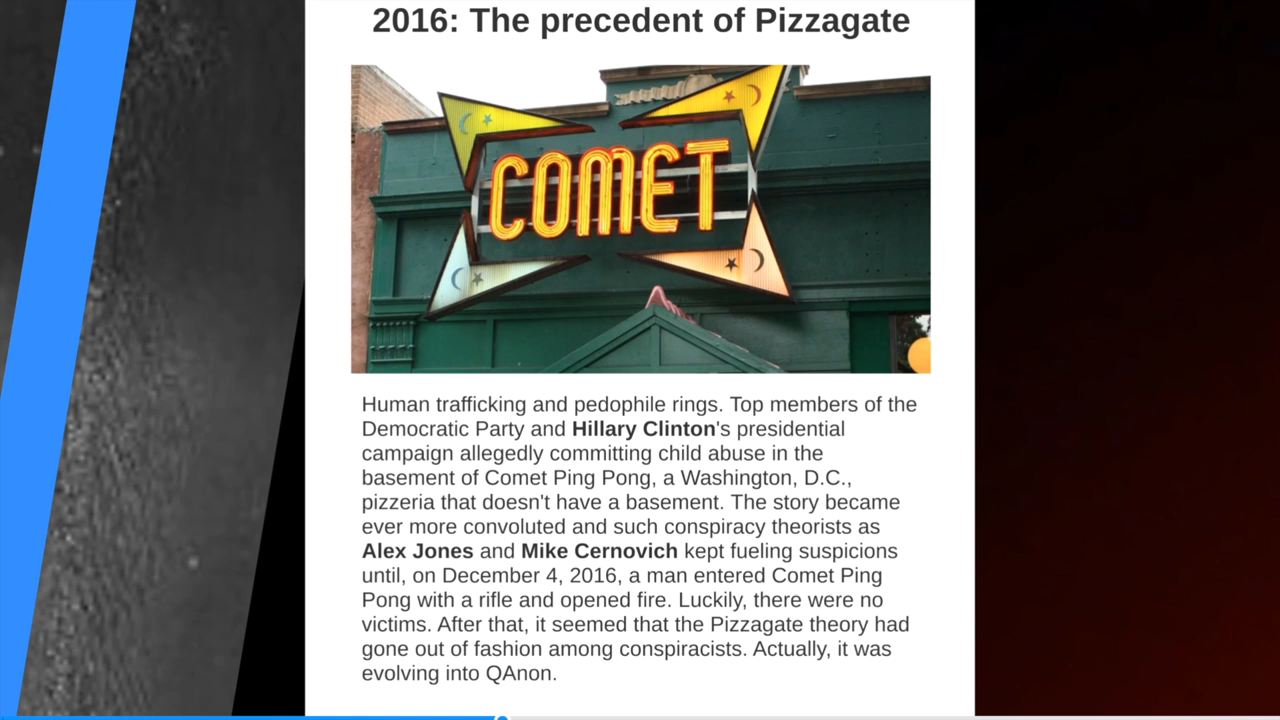 2016: The precedent of Pizzagate
COMET
Human trafficking and pedophile rings. Top members of the
Democratic Party and Hillary Clinton's presidential
campaign allegedly committing child abuse in the
basement of Comet Ping Pong, a Washington, D.C.,
pizzeria that doesn't have a basement. The story became
ever more convoluted and such conspiracy theorists as
Alex Jones and Mike Cernovich kept fueling suspicions
until, on December 4, 2016, a man entered Comet Ping
Pong with a rifle and opened fire. Luckily, there were no
victims. After that, it seemed that the Pizzagate theory had
gone out of fashion among conspiracists. Actually, it was
evolving into QAnon.